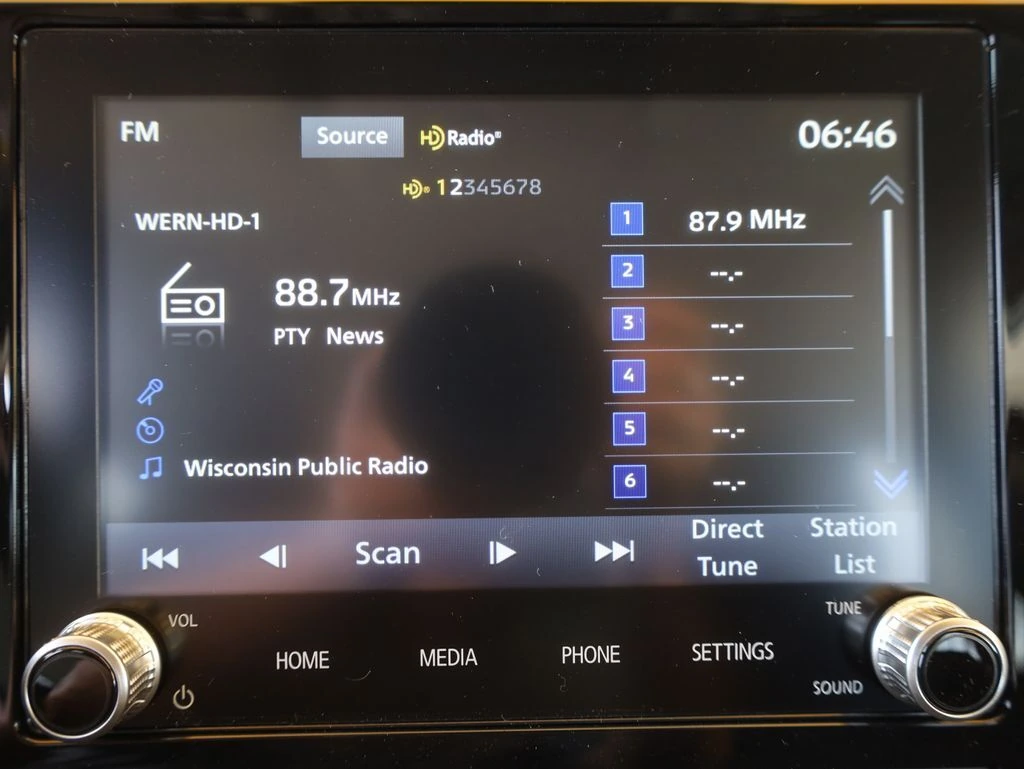 FM
Source
HD Radio®
06:46
HD® 12345678
WERN-HD-1
88.7MHz
PTY News
Wisconsin Public Radio
1 87.9 MHz
2 --.-
3 --.-
4 --.-
5 --.-
6 --.-
Scan
Direct
Tune
Station
List
VOL
HOME
MEDIA
PHONE
SETTINGS
TUNE
SOUND